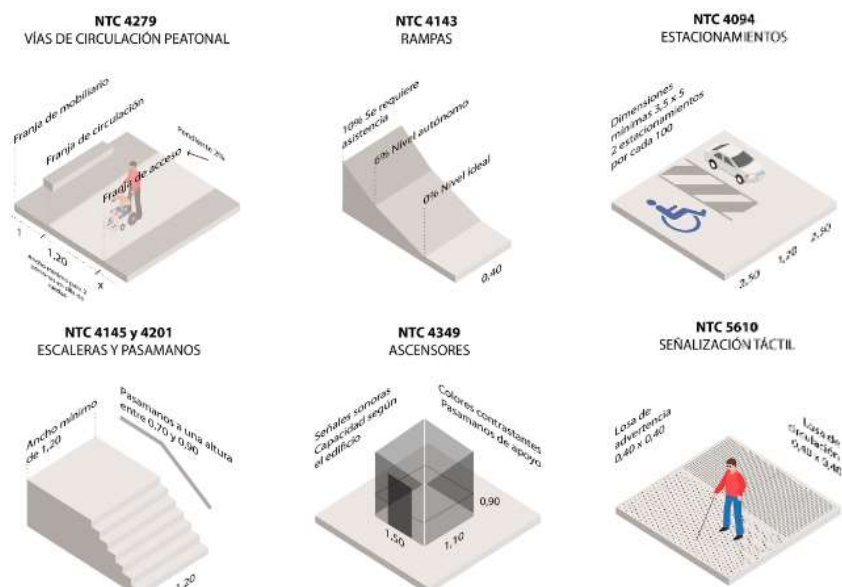 NTC 4279
VÍAS DE CIRCULACIÓN PEATONAL
Franja de mobiliario
Franja de circulación
Franja de acceso
Pendiente 2%
1
1,20
x
NTC 4143
RAMPAS
10% Se requiere
asistencia
6% Nivel autónomo
0% Nivel ideal
0,40
NTC 4094
ESTACIONAMIENTOS
Dimensiones
mínimas 3,5 x 5
2 estacionamientos
por cada 100
2,50
1,20
2,50
NTC 4145 y 4201
ESCALERAS Y PASAMANOS
Ancho mínimo
de 1,20
Pasamanos a una altura
entre 0,70 y 0,90
1,20
NTC 4349
ASCENSORES
Señales sonoras
Capacidad según
el edificio
Colores contrastantes
Pasamanos de apoyo
0,90
1,50
1,10
NTC 5610
SEÑALIZACIÓN TÁCTIL
Losa de
advertencia
0,40 x 0,40
Losa de
circulación
0,40 x 0,40